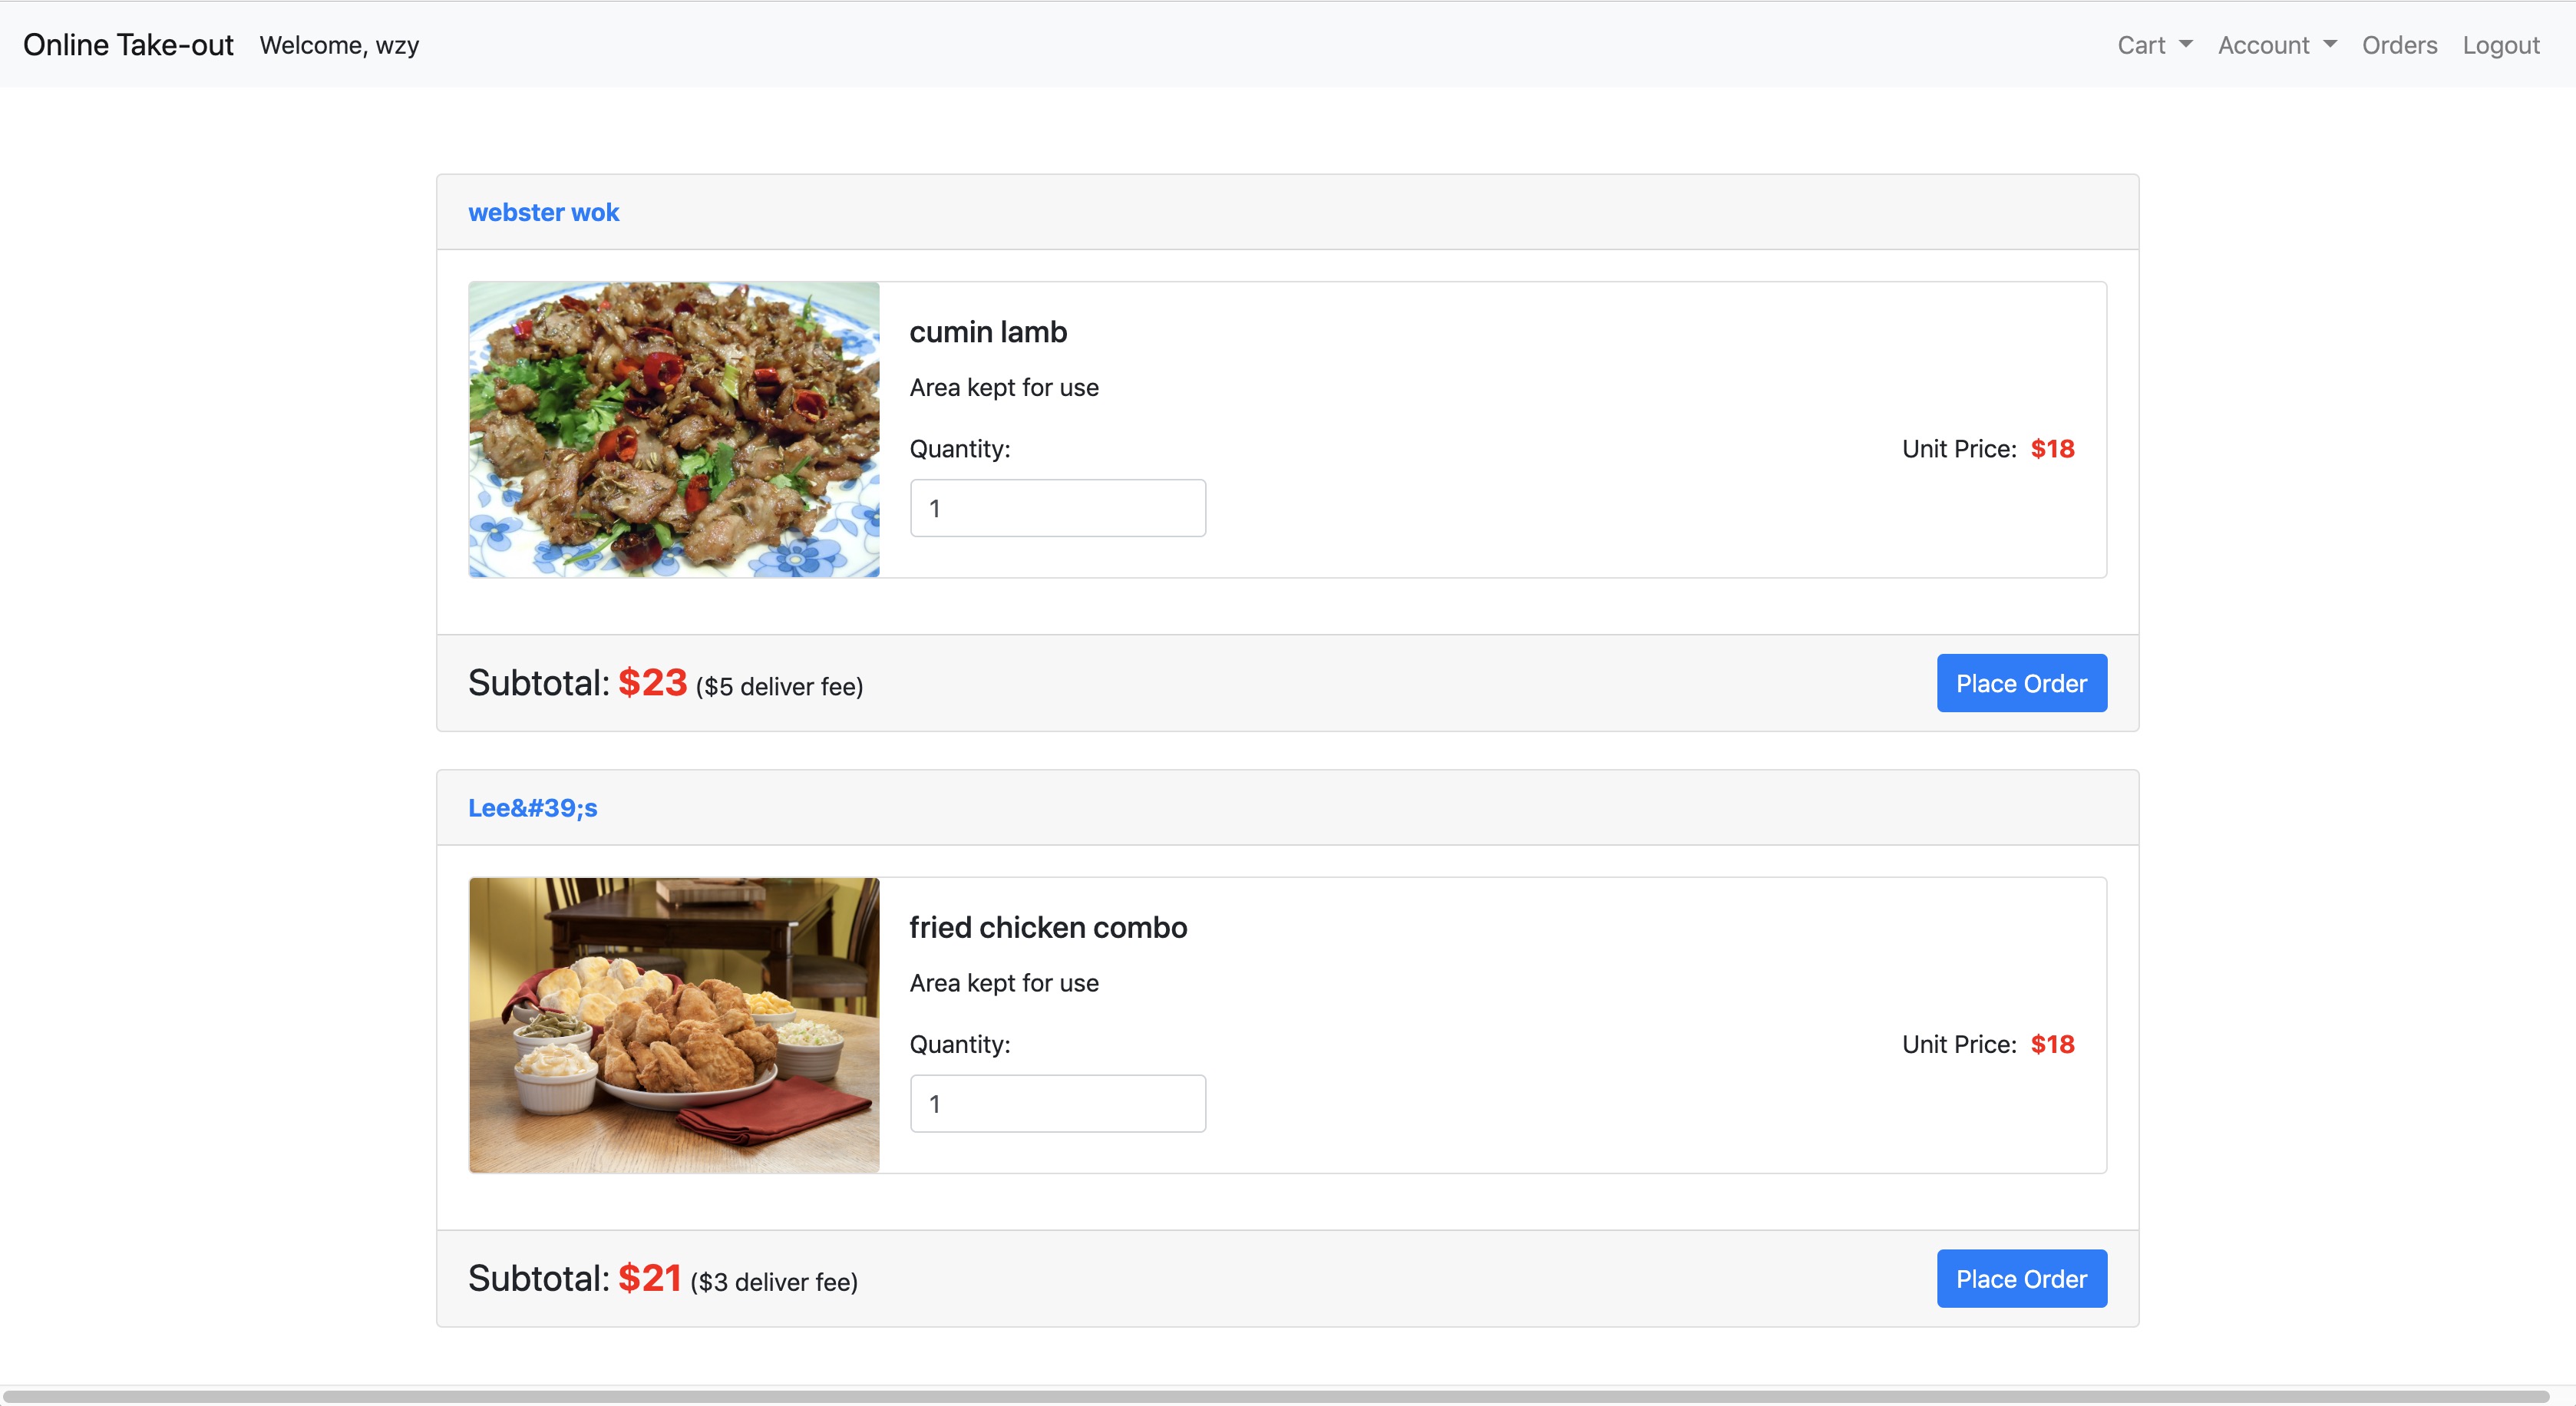 Online Take-out Welcome, wzy Cart Account Orders Logout
webster wok
cumin lamb
Area kept for use
Quantity: Unit Price: $18
1
Subtotal: $23 ($5 deliver fee) Place Order
Lee&#39;s
fried chicken combo
Area kept for use
Quantity: Unit Price: $18
1
Subtotal: $21 ($3 deliver fee) Place Order